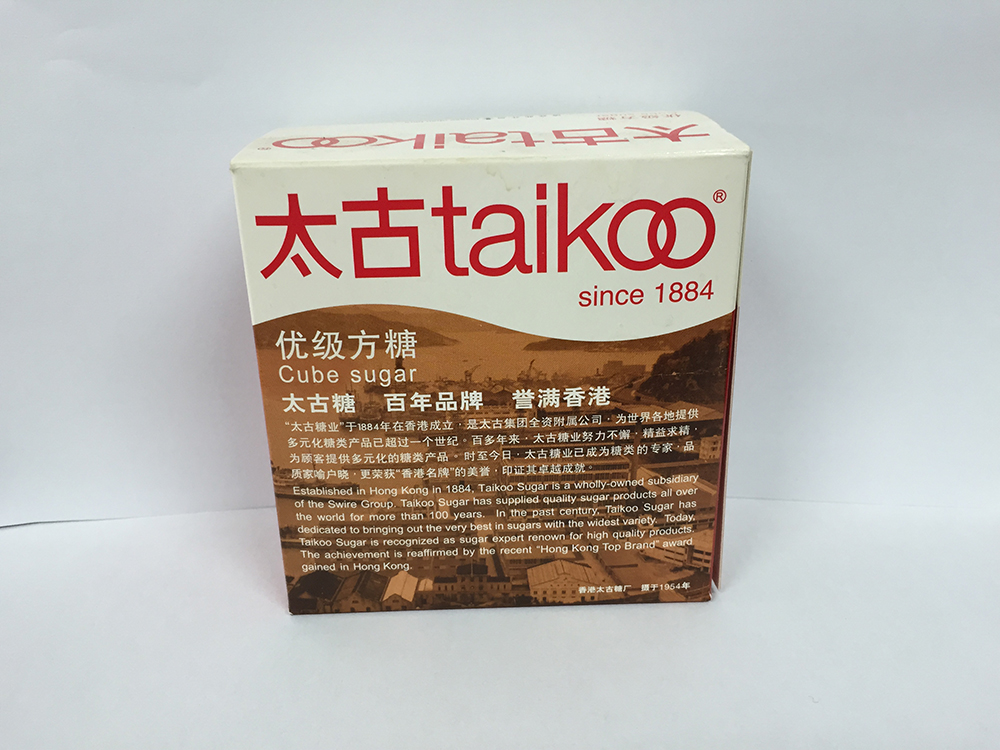 太古taikoo
太古taikoo®
since 1884
优级方糖
Cube sugar
太古糖 百年品牌 誉满香港
“太古糖业”于1884年在香港成立，是太古集团全资附属公司，为世界各地提供
多元化糖类产品已超过一个世纪。百多年来，太古糖业努力不懈，精益求精，
为顾客提供多元化的糖类产品。时至今日，太古糖业已成为糖类的专家，品
质家喻户晓，更荣获“香港名牌”的美誉，印证其卓越成就。
Established in Hong Kong in 1884, Taikoo Sugar is a wholly-owned subsidiary
of the Swire Group. Taikoo Sugar has supplied quality sugar products all over
the world for more than 100 years. In the past century, Taikoo Sugar has
dedicated to bringing out the very best in sugars with the widest variety. Today,
Taikoo Sugar is recognized as sugar expert renown for high quality products.
The achievement is reaffirmed by the recent “Hong Kong Top Brand” award
gained in Hong Kong.
香港太古糖厂 摄于1954年